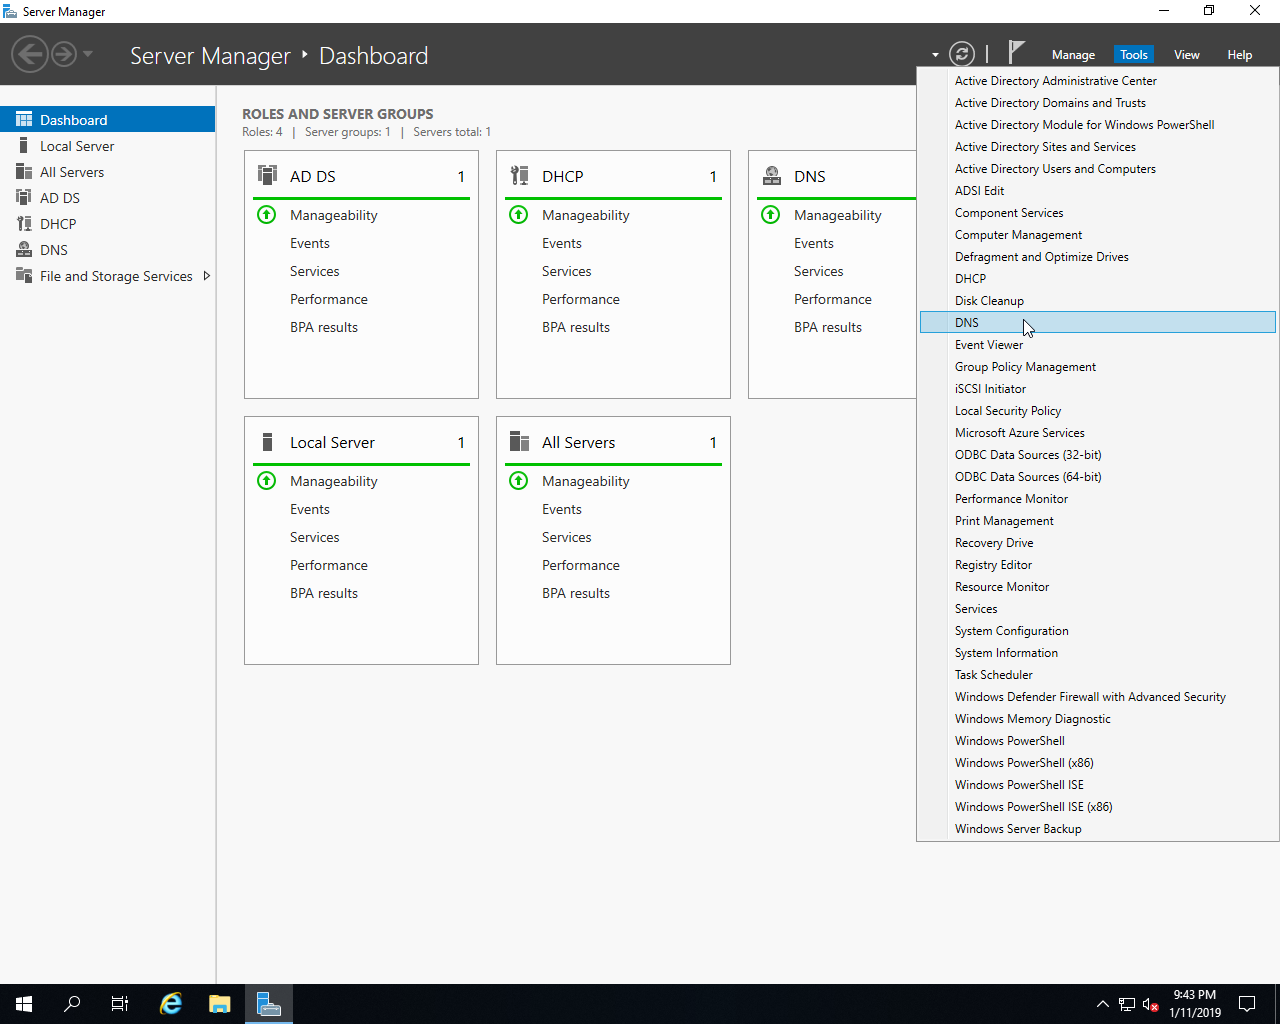 Server Manager
Server Manager ‣ Dashboard
Manage
Tools
View
Help
Dashboard
Local Server
All Servers
AD DS
DHCP
DNS
File and Storage Services
ROLES AND SERVER GROUPS
Roles: 4 | Server groups: 1 | Servers total: 1
AD DS 1
Manageability
Events
Services
Performance
BPA results
DHCP 1
Manageability
Events
Services
Performance
BPA results
DNS
Manageability
Events
Services
Performance
BPA results
Local Server 1
Manageability
Events
Services
Performance
BPA results
All Servers 1
Manageability
Events
Services
Performance
BPA results
Active Directory Administrative Center
Active Directory Domains and Trusts
Active Directory Module for Windows PowerShell
Active Directory Sites and Services
Active Directory Users and Computers
ADSI Edit
Component Services
Computer Management
Defragment and Optimize Drives
DHCP
Disk Cleanup
DNS
Event Viewer
Group Policy Management
iSCSI Initiator
Local Security Policy
Microsoft Azure Services
ODBC Data Sources (32-bit)
ODBC Data Sources (64-bit)
Performance Monitor
Print Management
Recovery Drive
Registry Editor
Resource Monitor
Services
System Configuration
System Information
Task Scheduler
Windows Defender Firewall with Advanced Security
Windows Memory Diagnostic
Windows PowerShell
Windows PowerShell (x86)
Windows PowerShell ISE
Windows PowerShell ISE (x86)
Windows Server Backup
9:43 PM
1/11/2019